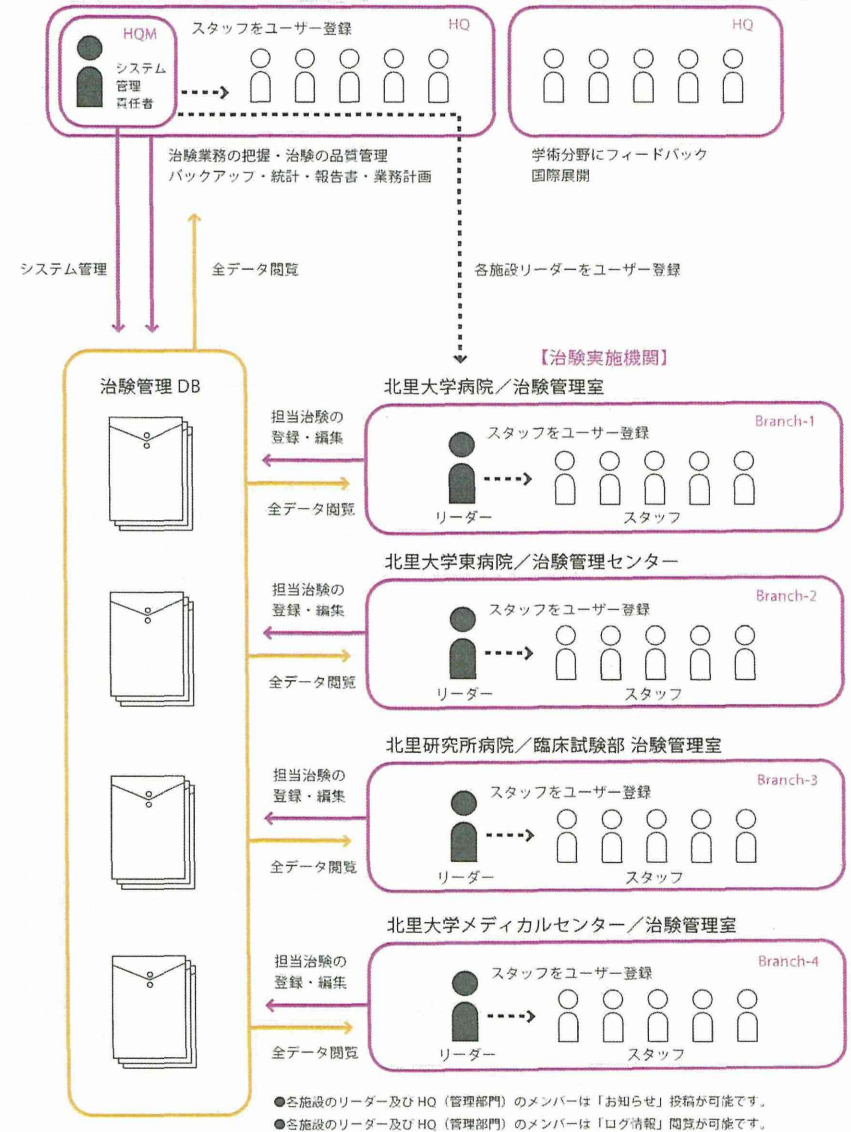 HQM
スタッフをユーザー登録
HQ
HQ
システム
管理
責任者
治験業務の把握・治験の品質管理
バックアップ・統計・報告書・業務計画
学術分野にフィードバック
国際展開
システム管理
全データ閲覧
各施設リーダーをユーザー登録
【治験実施機関】
治験管理 DB
北里大学病院／治験管理室
担当治験の
登録・編集
スタッフをユーザー登録
Branch-1
全データ閲覧
リーダー
スタッフ
北里大学東病院／治験管理センター
担当治験の
登録・編集
スタッフをユーザー登録
Branch-2
全データ閲覧
リーダー
スタッフ
北里研究所病院／臨床試験部 治験管理室
担当治験の
登録・編集
スタッフをユーザー登録
Branch-3
全データ閲覧
リーダー
スタッフ
北里大学メディカルセンター／治験管理室
担当治験の
登録・編集
スタッフをユーザー登録
Branch-4
全データ閲覧
リーダー
スタッフ
●各施設のリーダー及び HQ（管理部門）のメンバーは「お知らせ」投稿が可能です。
●各施設のリーダー及び HQ（管理部門）のメンバーは「ログ情報」閲覧が可能です。